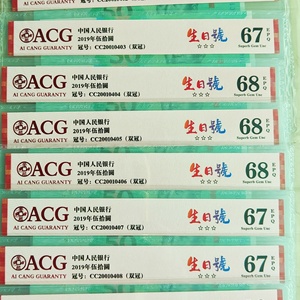 AI CANG GUARANTY
ACG
AI CANG GUARANTY
中国人民银行
2019年伍拾圆
冠号：CC20010403（双冠）
生日號
☆☆☆
67 EPQ
Superb Gem Unc
ACG
AI CANG GUARANTY
中国人民银行
2019年伍拾圆
冠号：CC20010404（双冠）
生日號
☆☆☆
68 EPQ
Superb Gem Unc
ACG
AI CANG GUARANTY
中国人民银行
2019年伍拾圆
冠号：CC20010405（双冠）
生日號
☆☆☆
68 EPQ
Superb Gem Unc
ACG
AI CANG GUARANTY
中国人民银行
2019年伍拾圆
冠号：CC20010406（双冠）
生日號
☆☆☆
68 EPQ
Superb Gem Unc
ACG
AI CANG GUARANTY
中国人民银行
2019年伍拾圆
冠号：CC20010407（双冠）
生日號
☆☆☆
67 EPQ
Superb Gem Unc
ACG
AI CANG GUARANTY
中国人民银行
2019年伍拾圆
冠号：CC20010408（双冠）
生日號
☆☆☆
67 EPQ
Superb Gem Unc